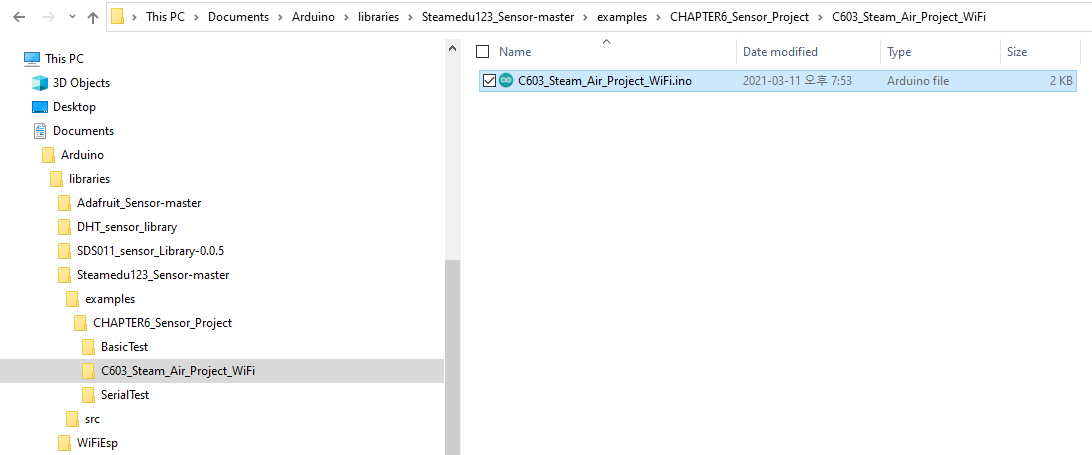 This PC > Documents > Arduino > libraries > Steamedu123_Sensor-master > examples > CHAPTER6_Sensor_Project > C603_Steam_Air_Project_WiFi
This PC
3D Objects
Desktop
Documents
Arduino
libraries
Adafruit_Sensor-master
DHT_sensor_library
SDS011_sensor_Library-0.0.5
Steamedu123_Sensor-master
examples
CHAPTER6_Sensor_Project
BasicTest
C603_Steam_Air_Project_WiFi
SerialTest
src
WiFiEsp
Name Date modified Type Size
C603_Steam_Air_Project_WiFi.ino 2021-03-11 오후 7:53 Arduino file 2 KB